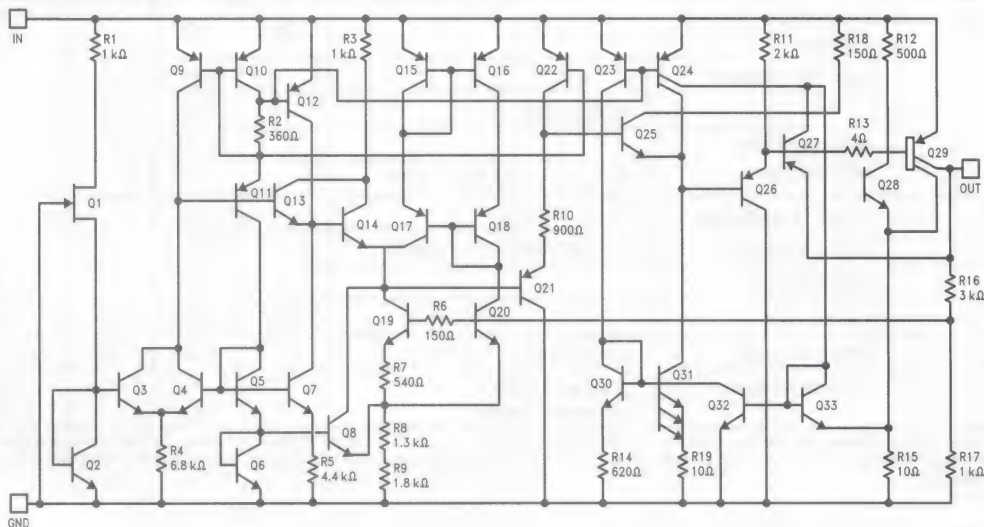 IN
R1
1 kΩ
Q9
Q10
Q12
R2
360Ω
R3
1 kΩ
Q15
Q16
Q22
Q23
Q24
Q25
R11
2 kΩ
R18
150Ω
R12
500Ω
Q27
R13
4Ω
Q29
OUT
Q1
Q11
Q13
Q14
Q17
Q18
R10
900Ω
Q26
Q28
Q21
R16
3 kΩ
Q19
R6
150Ω
Q20
R7
540Ω
Q2
Q3
Q4
Q5
Q7
Q8
Q6
R4
6.8 kΩ
R5
4.4 kΩ
R8
1.3 kΩ
R9
1.8 kΩ
Q30
Q31
Q32
Q33
R14
620Ω
R19
10Ω
R15
10Ω
R17
1 kΩ
GND